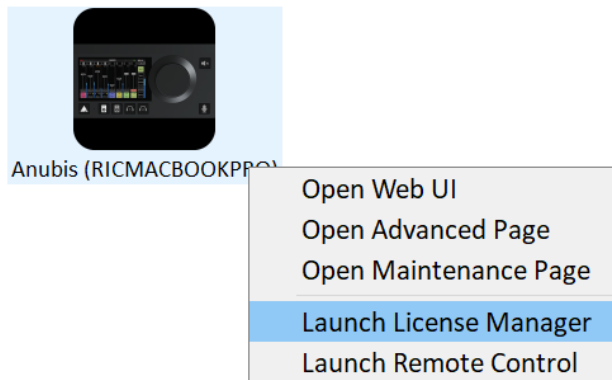 Anubis (RICMACBOOKPRO)
Open Web UI
Open Advanced Page
Open Maintenance Page
Launch License Manager
Launch Remote Control